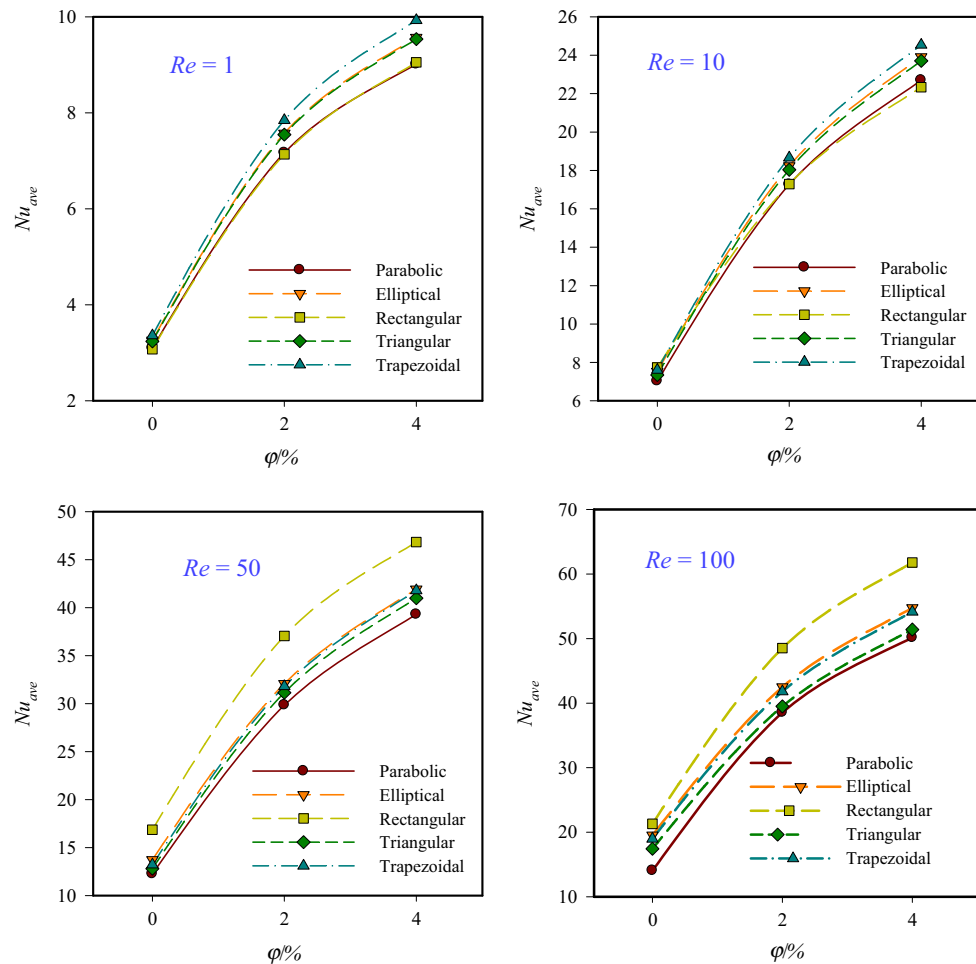 10
8
6
4
2
Nu_ave
Re = 1
Parabolic
Elliptical
Rectangular
Triangular
Trapezoidal
0 2 4
φ/%
26
24
22
20
18
16
14
12
10
8
6
Nu_ave
Re = 10
Parabolic
Elliptical
Rectangular
Triangular
Trapezoidal
0 2 4
φ/%
50
45
40
35
30
25
20
15
10
Nu_ave
Re = 50
Parabolic
Elliptical
Rectangular
Triangular
Trapezoidal
0 2 4
φ/%
70
60
50
40
30
20
10
Nu_ave
Re = 100
Parabolic
Elliptical
Rectangular
Triangular
Trapezoidal
0 2 4
φ/%